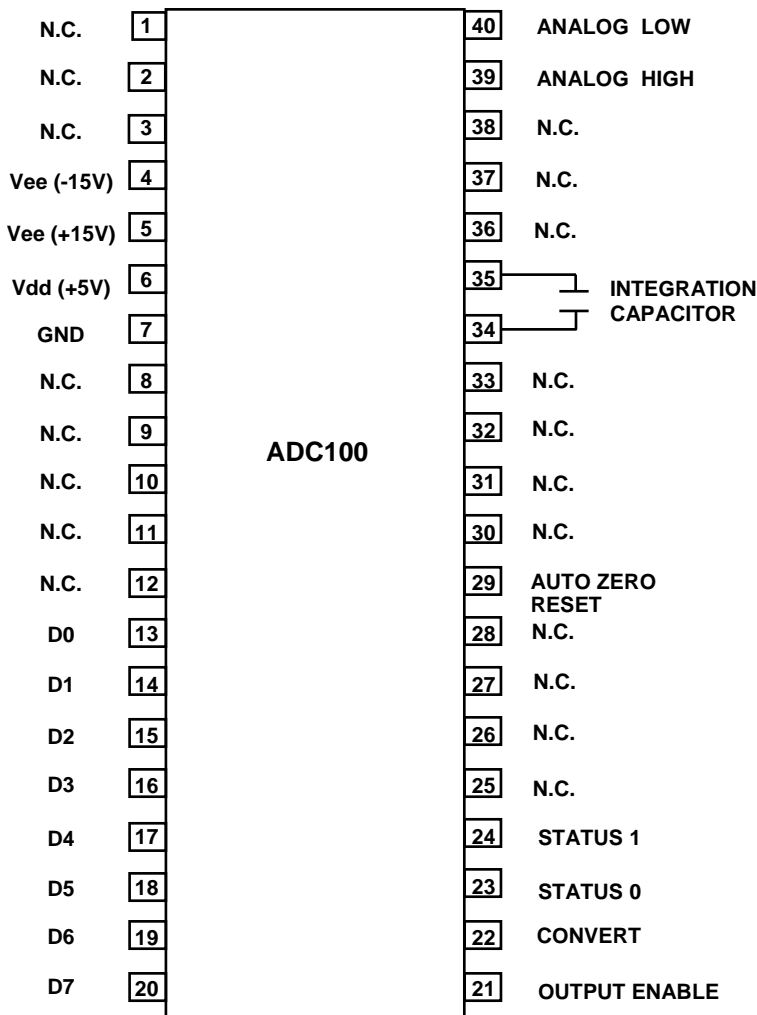 N.C. 1
N.C. 2
N.C. 3
Vee (-15V) 4
Vee (+15V) 5
Vdd (+5V) 6
GND 7
N.C. 8
N.C. 9
N.C. 10
N.C. 11
N.C. 12
D0 13
D1 14
D2 15
D3 16
D4 17
D5 18
D6 19
D7 20
ADC100
40 ANALOG LOW
39 ANALOG HIGH
38 N.C.
37 N.C.
36 N.C.
35
INTEGRATION
CAPACITOR
34
33 N.C.
32 N.C.
31 N.C.
30 N.C.
29 AUTO ZERO
RESET
28 N.C.
27 N.C.
26 N.C.
25 N.C.
24 STATUS 1
23 STATUS 0
22 CONVERT
21 OUTPUT ENABLE